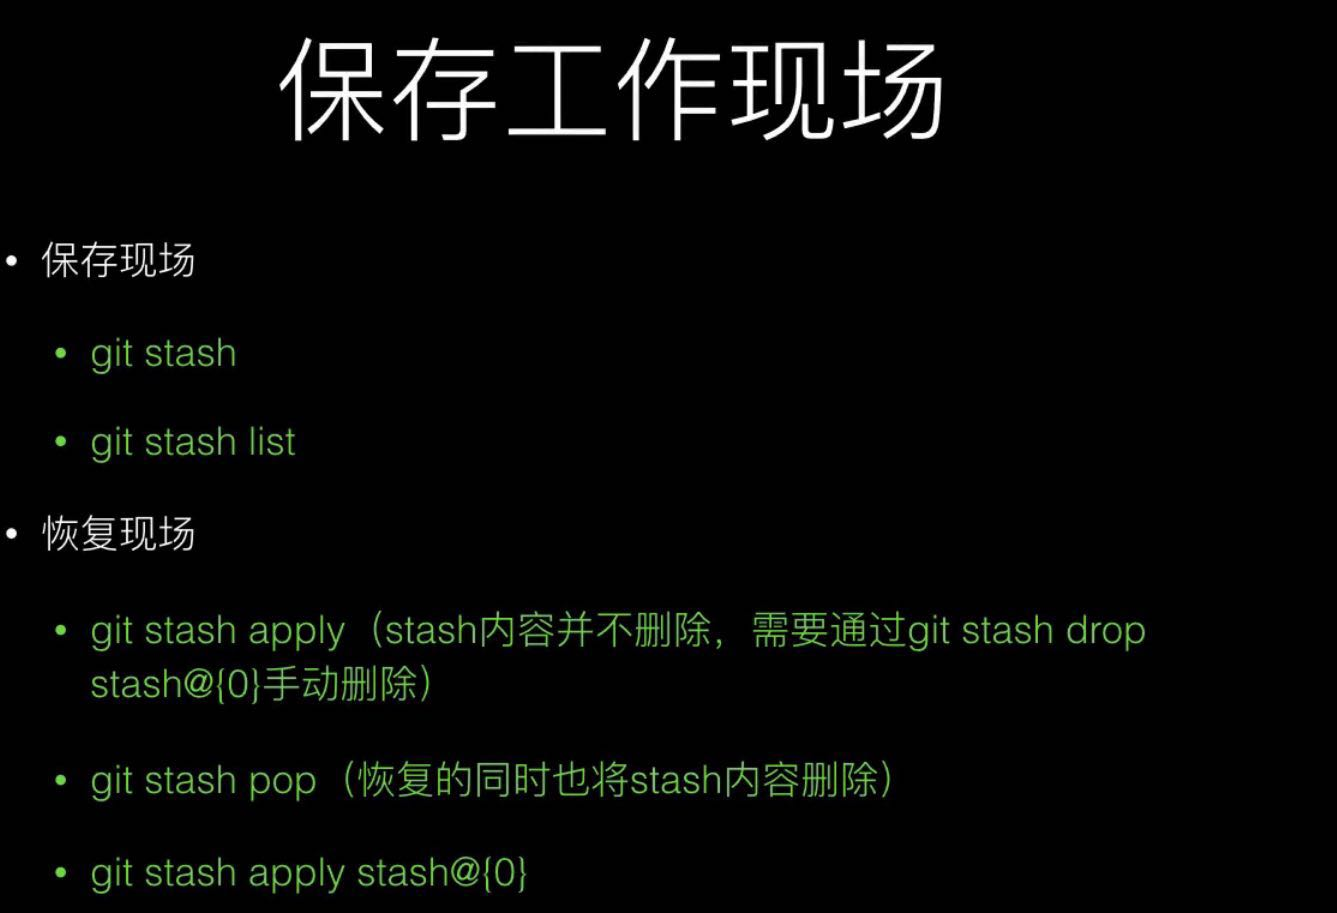 保存工作现场
• 保存现场
• git stash
• git stash list
• 恢复现场
• git stash apply（stash内容并不删除，需要通过git stash drop
stash@{0}手动删除）
• git stash pop（恢复的同时也将stash内容删除）
• git stash apply stash@{0}